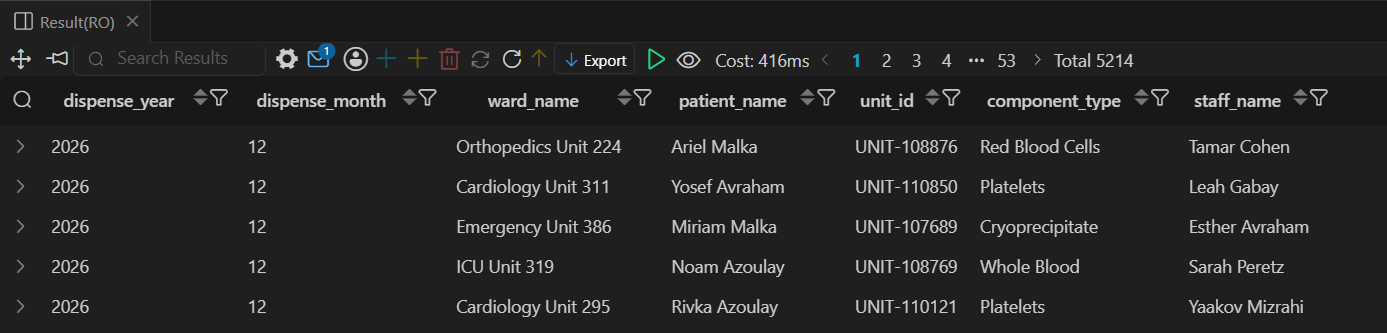 Result(RO)
Search Results 1 Export Cost: 416ms 1 2 3 4 ••• 53 Total 5214
dispense_year dispense_month ward_name patient_name unit_id component_type staff_name
2026 12 Orthopedics Unit 224 Ariel Malka UNIT-108876 Red Blood Cells Tamar Cohen
2026 12 Cardiology Unit 311 Yosef Avraham UNIT-110850 Platelets Leah Gabay
2026 12 Emergency Unit 386 Miriam Malka UNIT-107689 Cryoprecipitate Esther Avraham
2026 12 ICU Unit 319 Noam Azoulay UNIT-108769 Whole Blood Sarah Peretz
2026 12 Cardiology Unit 295 Rivka Azoulay UNIT-110121 Platelets Yaakov Mizrahi